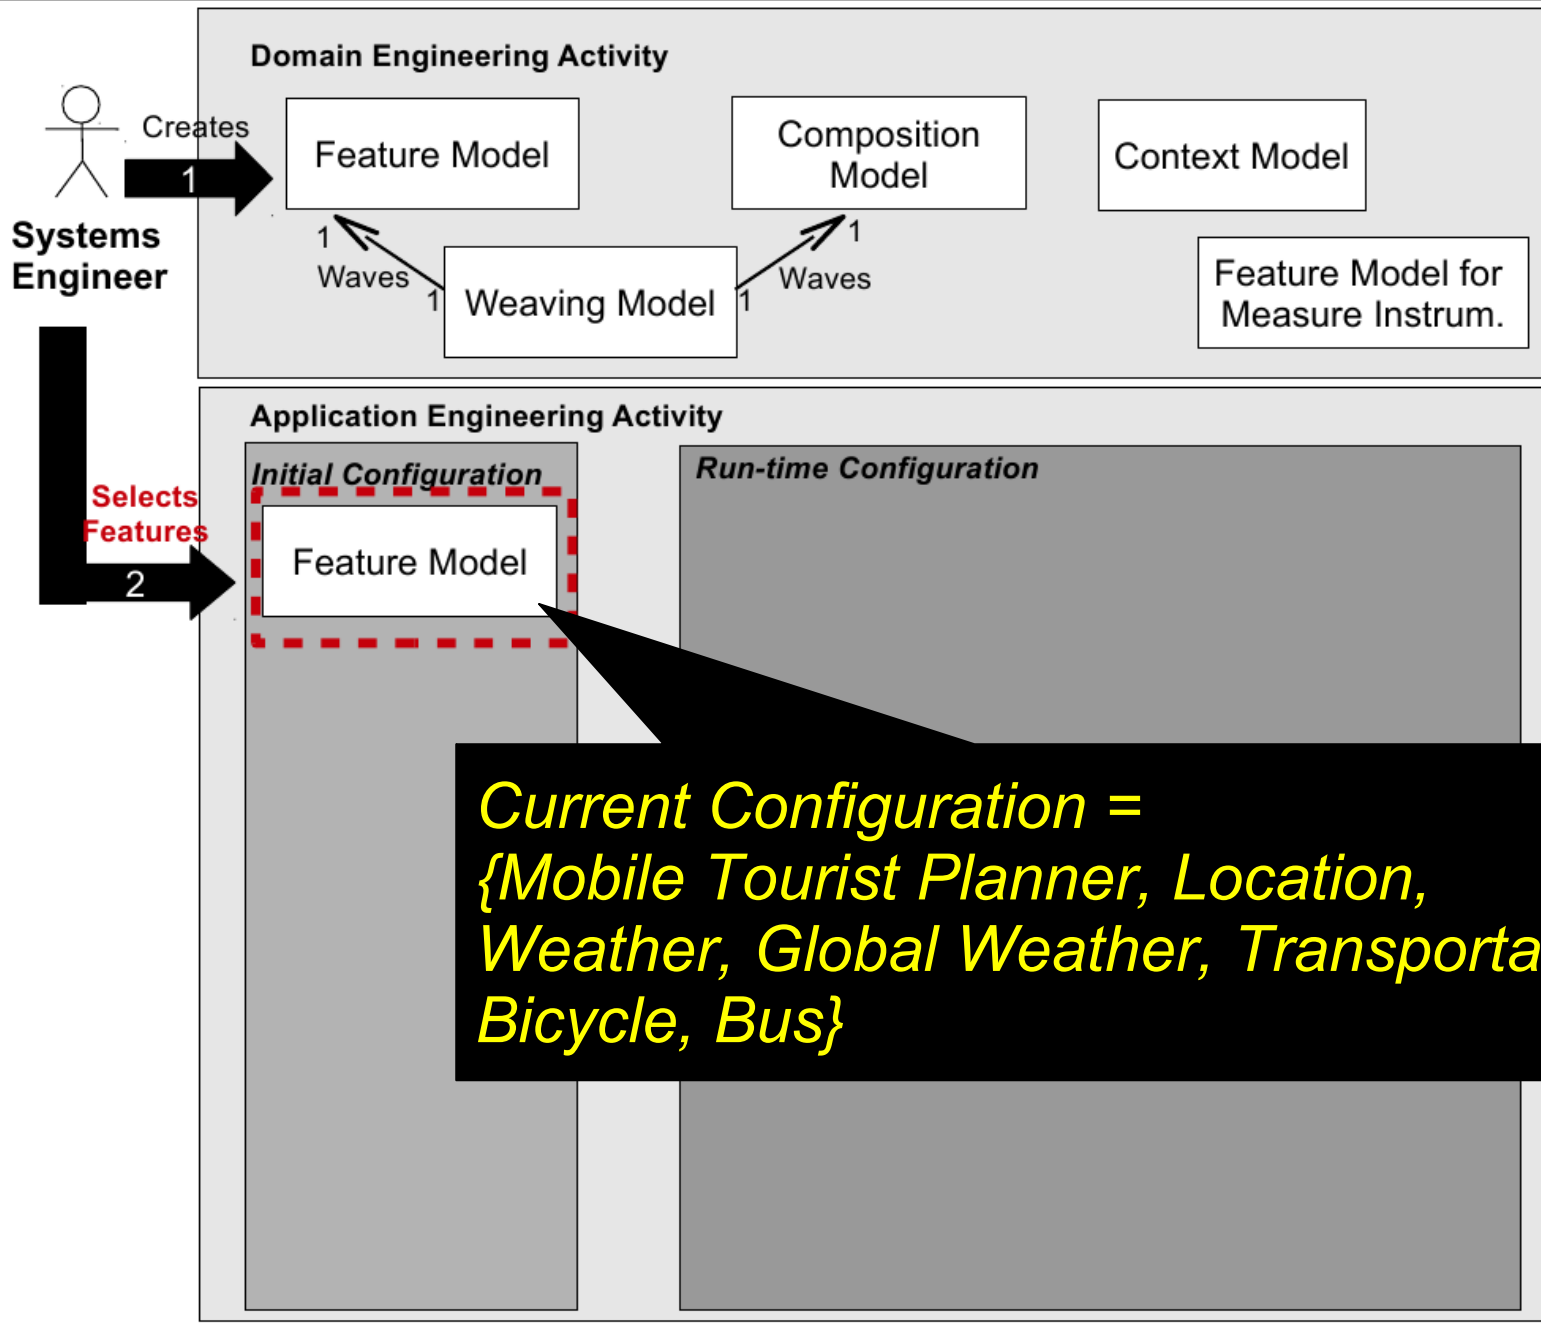 Domain Engineering Activity
Creates
1
Feature Model
Composition
Model
Context Model
Systems
Engineer
1
Waves
1
Weaving Model
1
1
Waves
Feature Model for
Measure Instrum.
Application Engineering Activity
Initial Configuration
Run-time Configuration
Selects
Features
2
Feature Model
Current Configuration =
{Mobile Tourist Planner, Location,
Weather, Global Weather, Transporta
Bicycle, Bus}